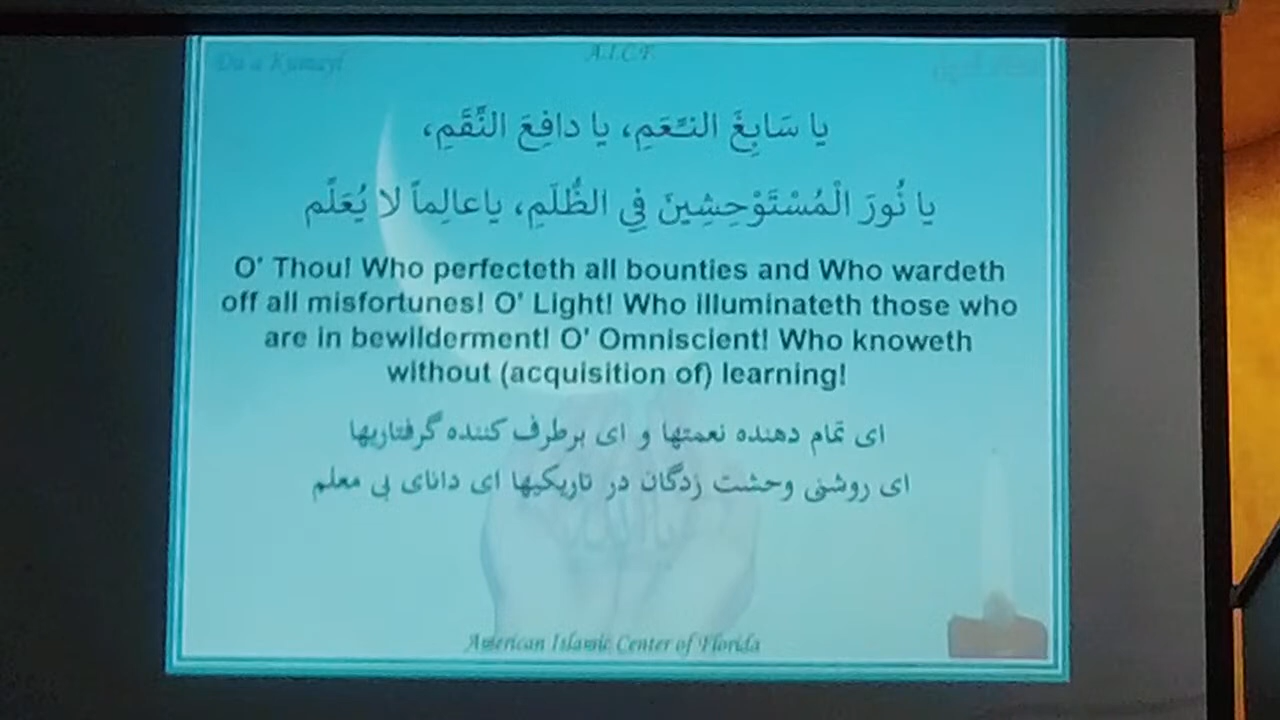 Du'a Kumayl
A.I.C.F.
يا سَابِغَ النِّعَمِ، يا دافِعَ النِّقَمِ،
يا نُورَ الْمُسْتَوْحِشِينَ فِي الظُّلَمِ، ياعالِماً لا يُعَلَّم
O' Thou! Who perfecteth all bounties and Who wardeth
off all misfortunes! O' Light! Who illuminateth those who
are in bewilderment! O' Omniscient! Who knoweth
without (acquisition of) learning!
ای تمام دهنده نعمتها و ای برطرف کننده گرفتاریها
ای روشنی وحشت زدگان در تاریکیها ای دانای بی معلم
American Islamic Center of Florida